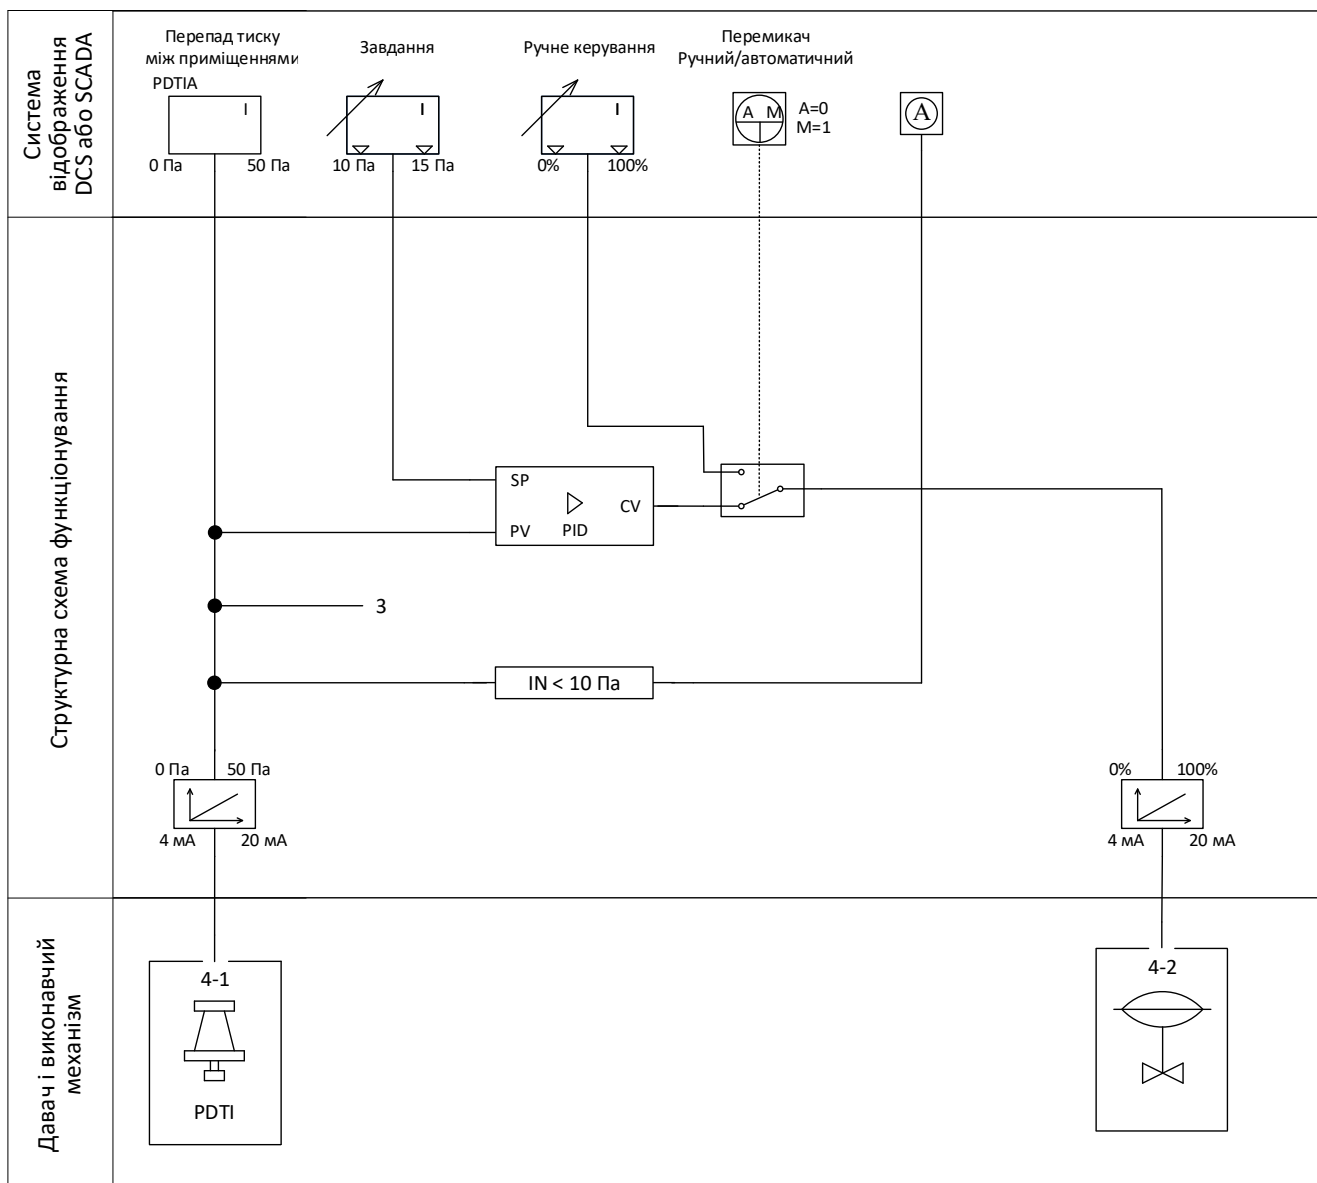 Система
відображення
DCS або SCADA
Перепад тиску
між приміщеннями
PDTIA
I
0 Па
50 Па
Завдання
I
10 Па
15 Па
Ручне керування
I
0%
100%
Перемикач
Ручний/автоматичний
A M
A=0
M=1
A
Структурна схема функціонування
SP
CV
PV
PID
3
IN < 10 Па
0 Па
50 Па
4 мА
20 мА
0%
100%
4 мА
20 мА
Давач і виконавчий
механізм
4-1
PDTI
4-2